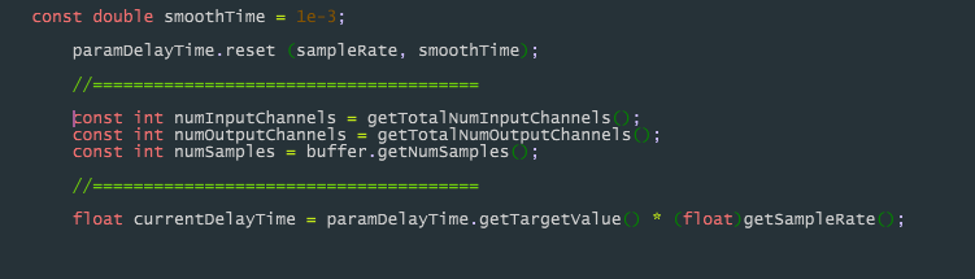 const double smoothTime = 1e-3;
paramDelayTime.reset (sampleRate, smoothTime);
//======================================
const int numInputChannels = getTotalNumInputChannels();
const int numOutputChannels = getTotalNumOutputChannels();
const int numSamples = buffer.getNumSamples();
//======================================
float currentDelayTime = paramDelayTime.getTargetValue() * (float)getSampleRate();